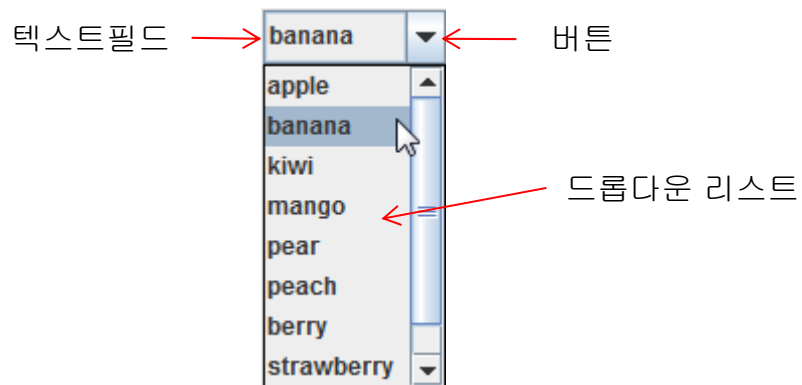 텍스트필드 banana 버튼
apple
banana
kiwi
mango
드롭다운 리스트
pear
peach
berry
strawberry